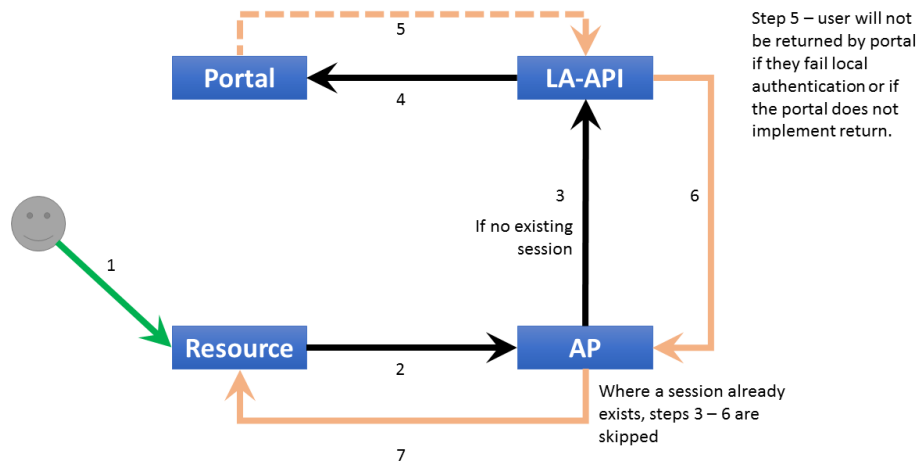 5
Step 5 – user will not
be returned by portal
if they fail local
authentication or if
the portal does not
implement return.
Portal
LA-API
4
3
6
If no existing
session
1
Resource
AP
2
Where a session already
exists, steps 3 – 6 are
skipped
7